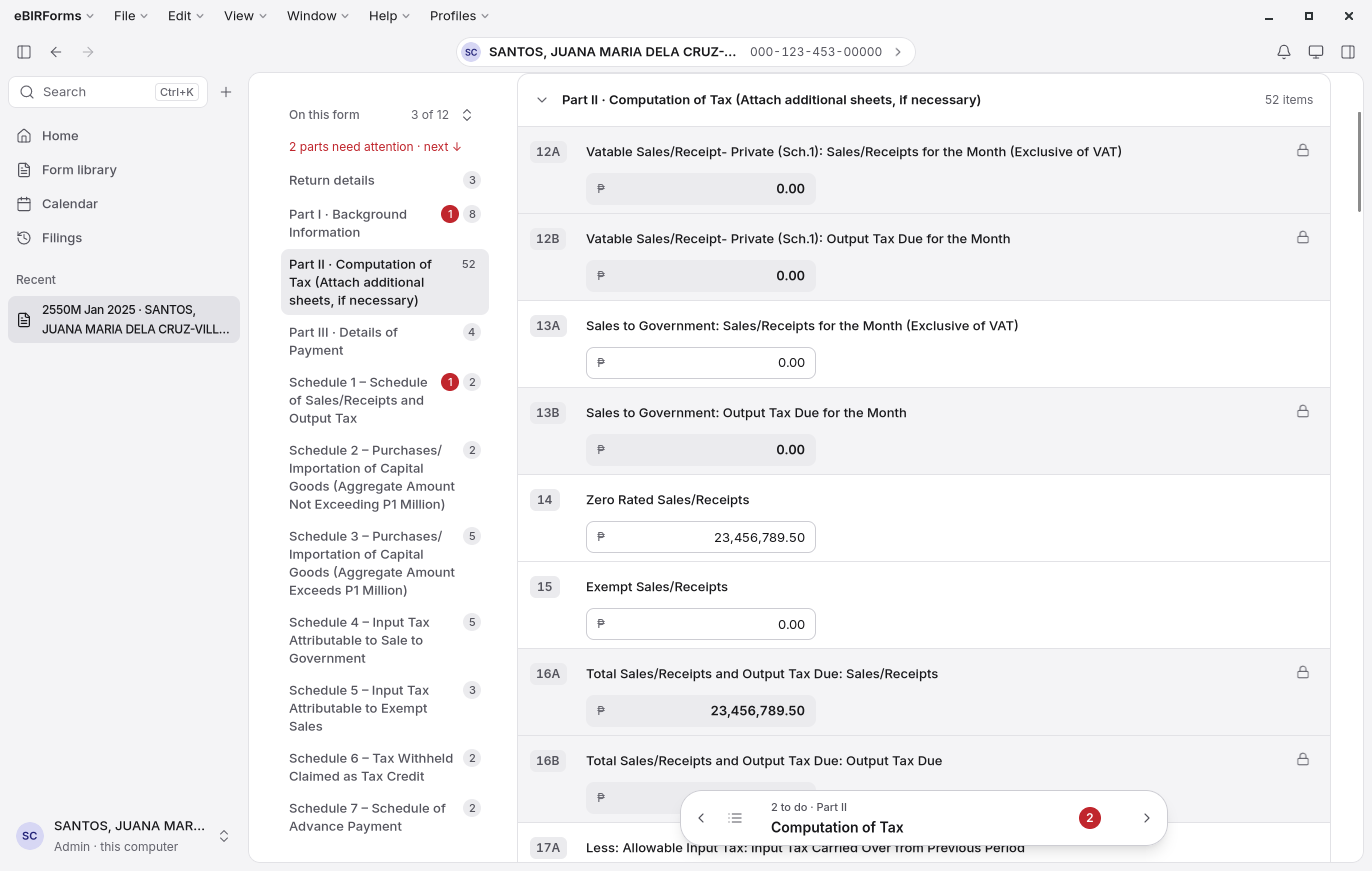 eBIRForms File Edit View Window Help Profiles
SC SANTOS, JUANA MARIA DELA CRUZ-... 000-123-453-00000
Search Ctrl+K
Home
Form library
Calendar
Filings
Recent
2550M Jan 2025 · SANTOS,
JUANA MARIA DELA CRUZ-VILL...
SC SANTOS, JUANA MAR...
Admin · this computer
On this form 3 of 12
2 parts need attention · next ↓
Return details 3
Part I · Background 1 8
Information
Part II · Computation of 52
Tax (Attach additional
sheets, if necessary)
Part III · Details of 4
Payment
Schedule 1 – Schedule 1 2
of Sales/Receipts and
Output Tax
Schedule 2 – Purchases/ 2
Importation of Capital
Goods (Aggregate Amount
Not Exceeding P1 Million)
Schedule 3 – Purchases/ 5
Importation of Capital
Goods (Aggregate Amount
Exceeds P1 Million)
Schedule 4 – Input Tax 5
Attributable to Sale to
Government
Schedule 5 – Input Tax 3
Attributable to Exempt
Sales
Schedule 6 – Tax Withheld 2
Claimed as Tax Credit
Schedule 7 – Schedule of 2
Advance Payment
Part II · Computation of Tax (Attach additional sheets, if necessary) 52 items
12A Vatable Sales/Receipt- Private (Sch.1): Sales/Receipts for the Month (Exclusive of VAT)
₱ 0.00
12B Vatable Sales/Receipt- Private (Sch.1): Output Tax Due for the Month
₱ 0.00
13A Sales to Government: Sales/Receipts for the Month (Exclusive of VAT)
₱ 0.00
13B Sales to Government: Output Tax Due for the Month
₱ 0.00
14 Zero Rated Sales/Receipts
₱ 23,456,789.50
15 Exempt Sales/Receipts
₱ 0.00
16A Total Sales/Receipts and Output Tax Due: Sales/Receipts
₱ 23,456,789.50
16B Total Sales/Receipts and Output Tax Due: Output Tax Due
₱
17A Less: Allowable Input Tax: Input Tax Carried Over from Previous Period
2 to do · Part II
Computation of Tax 2